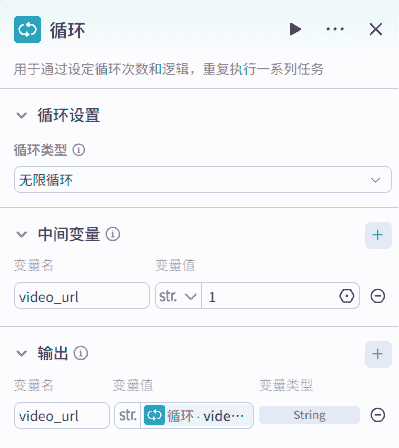 循环
用于通过设定循环次数和逻辑，重复执行一系列任务
循环设置
循环类型
无限循环
中间变量
变量名 变量值
video_url str. 1
输出
变量名 变量值 变量类型
video_url str. 循环 · vide··· String